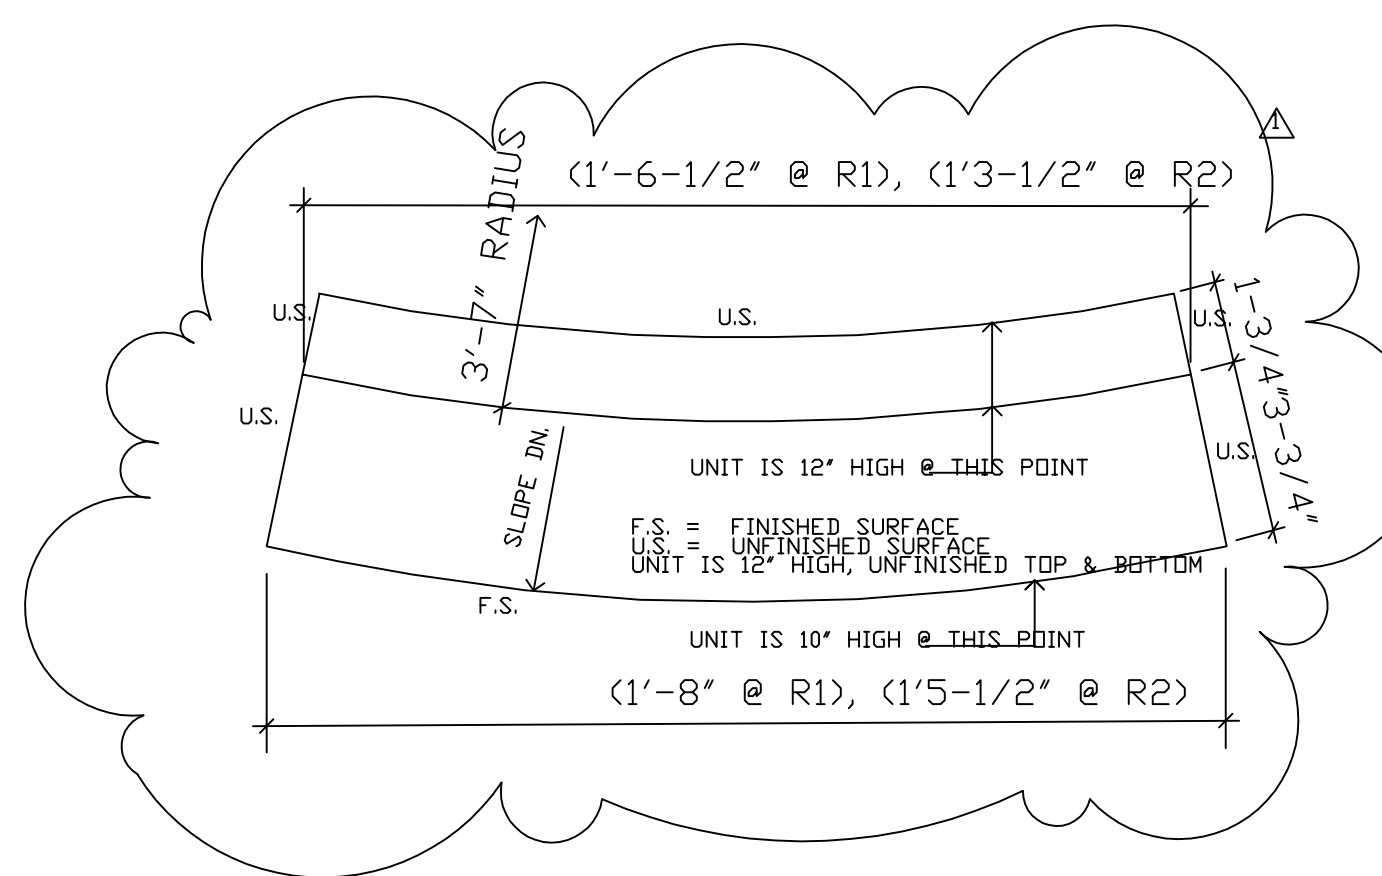 1
(1'-6-1/2" @ R1), (1'3-1/2" @ R2)
3'-7" RADIUS
U.S.
U.S.
U.S.
1-3/4"
U.S.
3-3/4"
U.S.
SLOPE DN.
UNIT IS 12" HIGH @ THIS POINT
F.S. = FINISHED SURFACE
U.S. = UNFINISHED SURFACE
UNIT IS 12" HIGH, UNFINISHED TOP & BOTTOM
F.S.
UNIT IS 10" HIGH @ THIS POINT
(1'-8" @ R1), (1'5-1/2" @ R2)